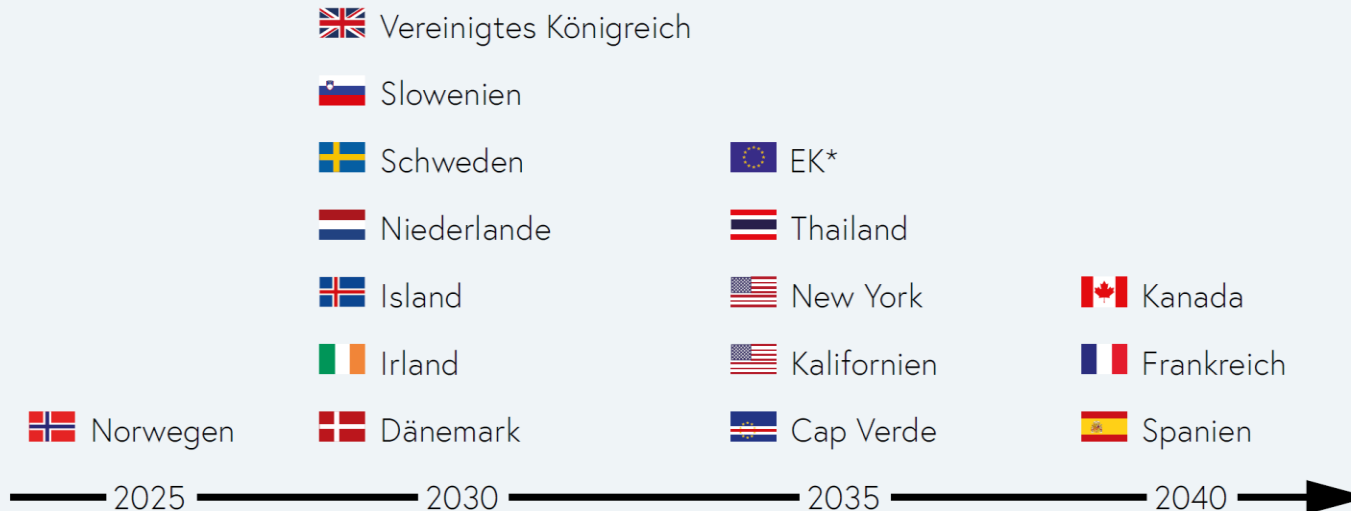 Vereinigtes Königreich
Slowenien
Schweden
EK*
Niederlande
Thailand
Island
New York
Kanada
Irland
Kalifornien
Frankreich
Norwegen
Dänemark
Cap Verde
Spanien
2025
2030
2035
2040